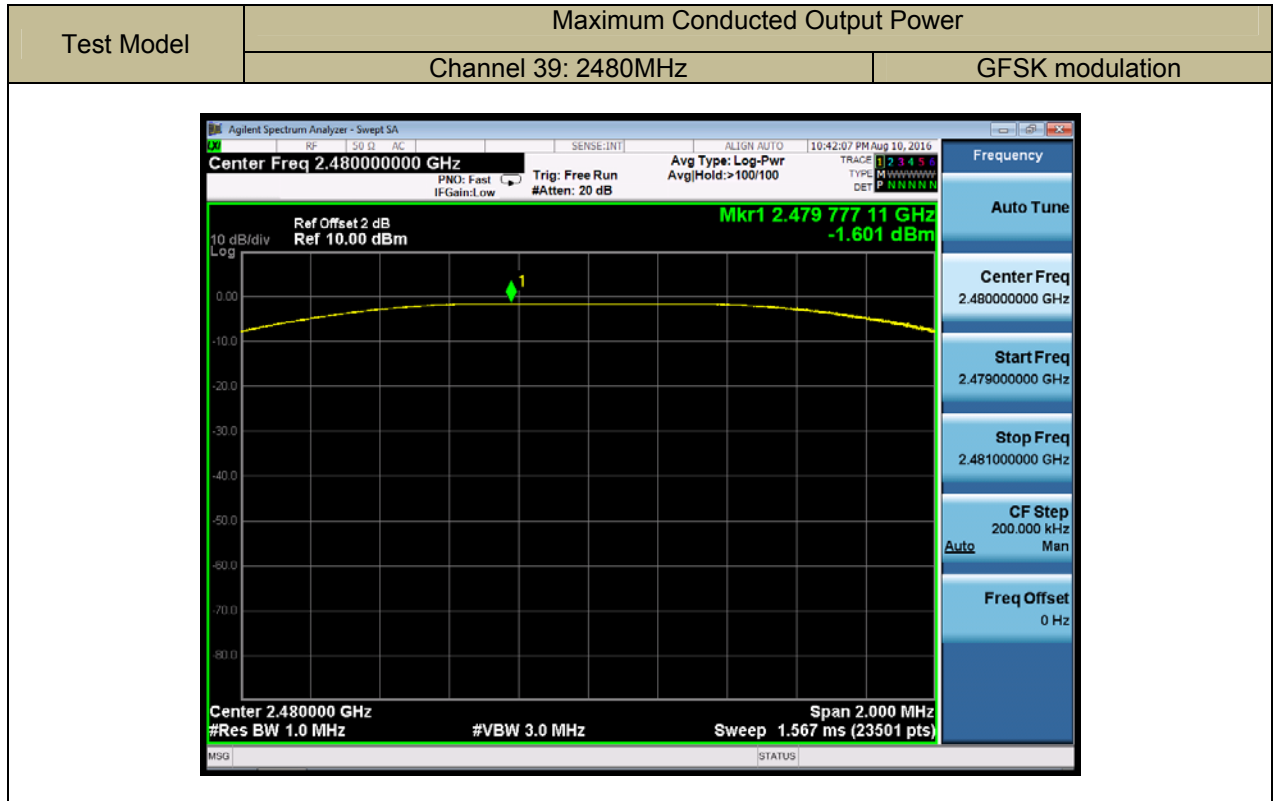 Test Model
Maximum Conducted Output Power
Channel 39: 2480MHz
GFSK modulation
Agilent Spectrum Analyzer - Swept SA
LXI
RF
50 Ω
AC
SENSE:INT
ALIGN AUTO
10:42:07 PM Aug 10, 2016
Center Freq 2.480000000 GHz
PNO: Fast
IFGain:Low
Trig: Free Run
#Atten: 20 dB
Avg Type: Log-Pwr
Avg|Hold:>100/100
TRACE 1 2 3 4 5 6
TYPE M WWWWW
DET P N N N N N
Frequency
Ref Offset 2 dB
10 dB/div Ref 10.00 dBm
Log
Mkr1 2.479 777 11 GHz
-1.601 dBm
1
0.00
-10.0
-20.0
-30.0
-40.0
-50.0
-60.0
-70.0
-80.0
Center 2.480000 GHz
Span 2.000 MHz
#Res BW 1.0 MHz
#VBW 3.0 MHz
Sweep 1.567 ms (23501 pts)
Auto Tune
Center Freq
2.480000000 GHz
Start Freq
2.479000000 GHz
Stop Freq
2.481000000 GHz
CF Step
200.000 kHz
Auto Man
Freq Offset
0 Hz
MSG
STATUS